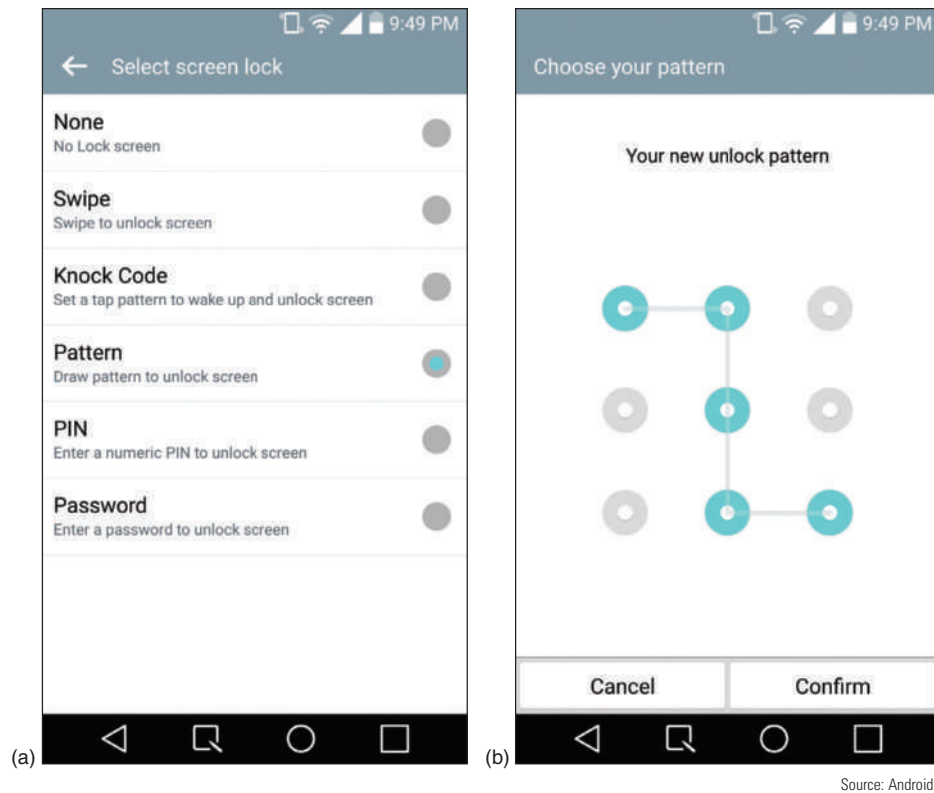 9:49 PM
Select screen lock
None
No Lock screen
Swipe
Swipe to unlock screen
Knock Code
Set a tap pattern to wake up and unlock screen
Pattern
Draw pattern to unlock screen
PIN
Enter a numeric PIN to unlock screen
Password
Enter a password to unlock screen
(a)
9:49 PM
Choose your pattern
Your new unlock pattern
Cancel Confirm
(b)
Source: Android